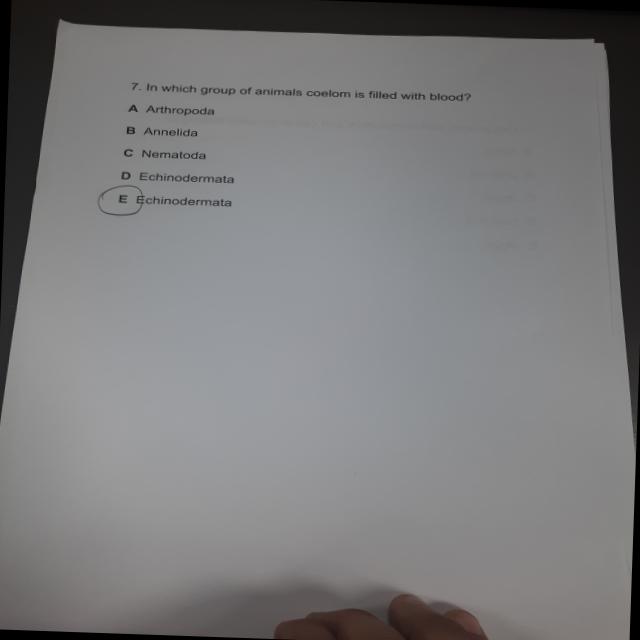 7. In which group of animals coelom is filled with blood?
A Arthropoda
B Annelida
C Nematoda
D Echinodermata
E Echinodermata